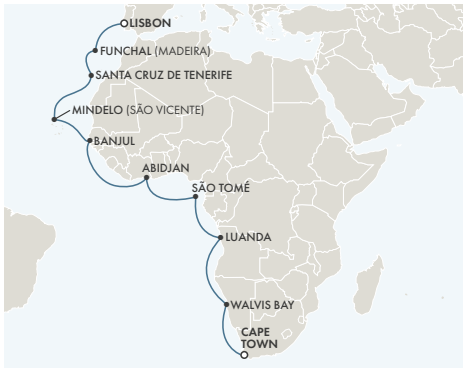 LISBON
FUNCHAL (MADEIRA)
SANTA CRUZ DE TENERIFE
MINDELO (SÃO VICENTE)
BANJUL
ABIDJAN
SÃO TOMÉ
LUANDA
WALVIS BAY
CAPE
TOWN